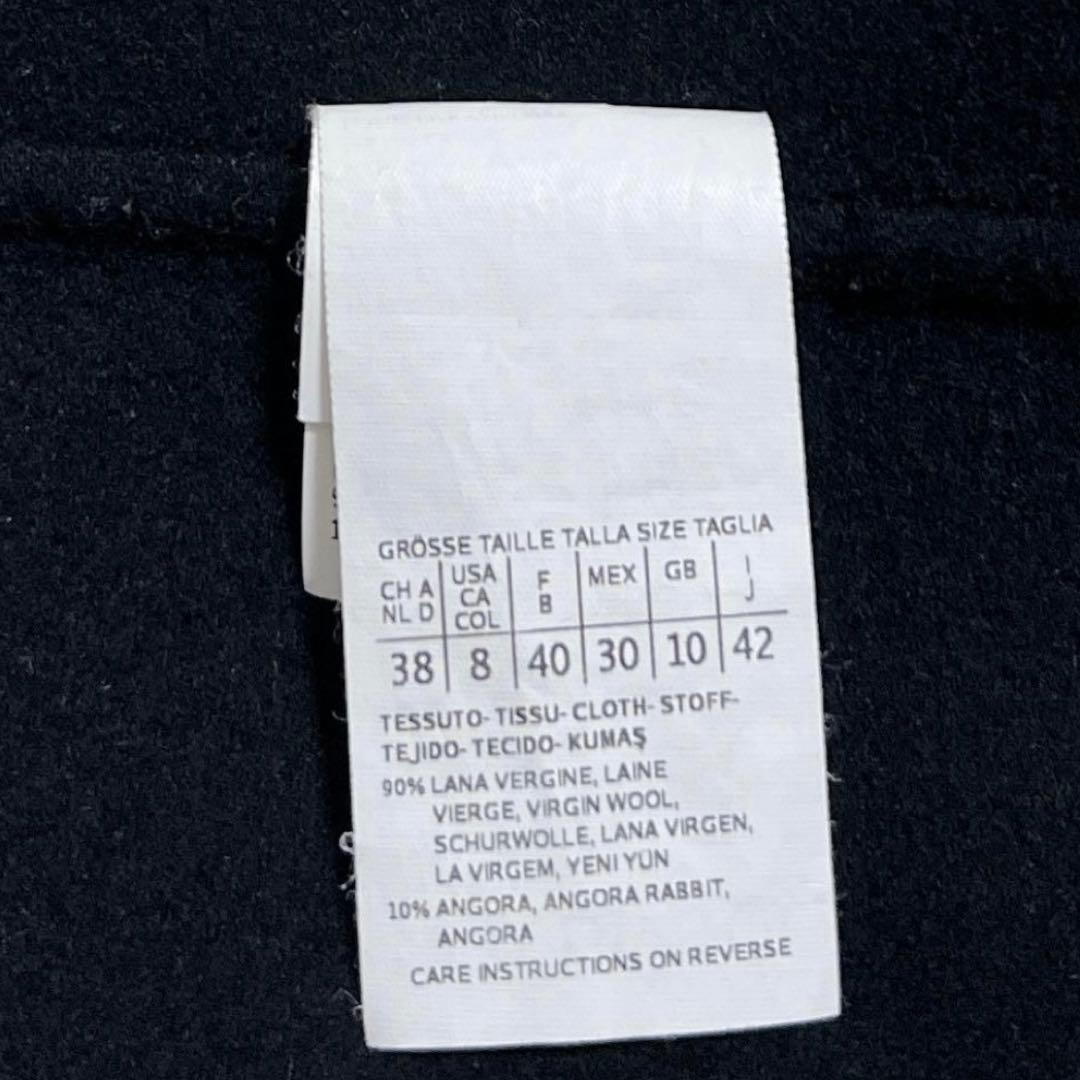 GRÖSSE TAILLE TALLA SIZE TAGLIA
CH A NL D | USA CA COL | F B | MEX | GB | I J
38 | 8 | 40 | 30 | 10 | 42
TESSUTO- TISSU- CLOTH- STOFF-
TEJIDO- TECIDO- KUMAŞ
90% LANA VERGINE, LAINE
VIERGE, VIRGIN WOOL,
SCHURWOLLE, LANA VIRGEN,
LA VIRGEM, YENI YÜN
10% ANGORA, ANGORA RABBIT,
ANGORA
CARE INSTRUCTIONS ON REVERSE